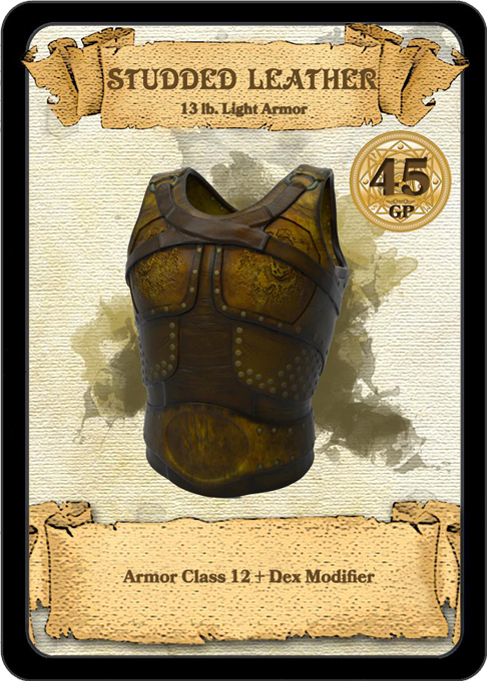 STUDDED LEATHER
13 lb. Light Armor
45
GP
Armor Class 12 + Dex Modifier